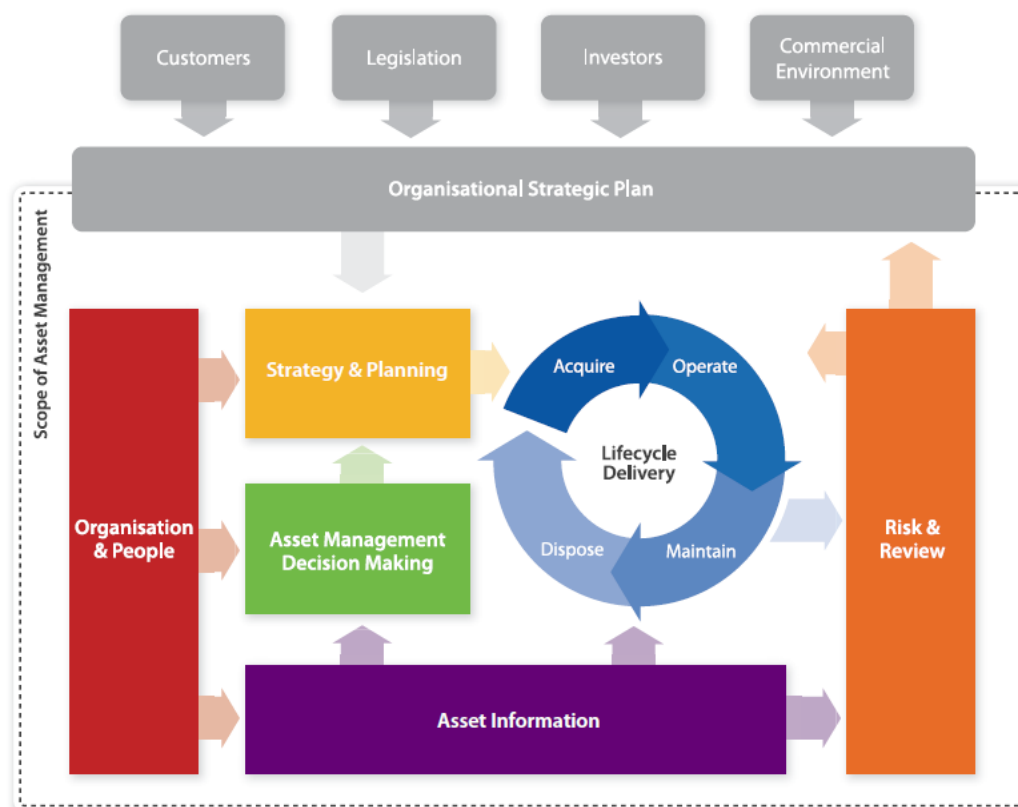 Customers
Legislation
Investors
Commercial
Environment
Organisational Strategic Plan
Scope of Asset Management
Strategy & Planning
Acquire
Operate
Lifecycle
Delivery
Organisation
& People
Asset Management
Decision Making
Dispose
Maintain
Risk &
Review
Asset Information